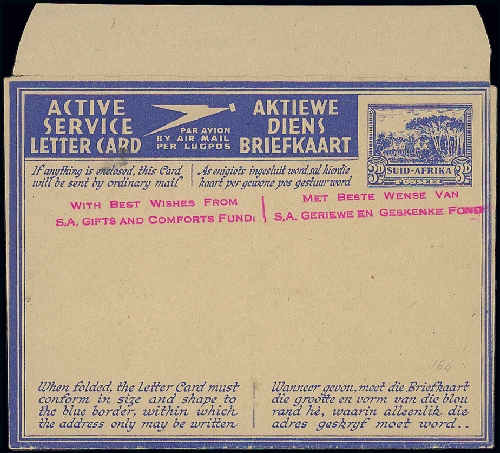 ACTIVE
SERVICE
LETTER CARD
PAR AVION
BY AIR MAIL
PER LUGPOS
AKTIEWE
DIENS
BRIEFKAART
3D SUID-AFRIKA 3D
If anything is enclosed, this Card
will be sent by ordinary mail
As enigiets ingesluit word, sal hierdie
kaart per gewone pos gestuur word
WITH BEST WISHES FROM
S.A. GIFTS AND COMFORTS FUND.
MET BESTE WENSE VAN
S.A. GERIEWE EN GESKENKE FONDS
When folded, the letter Card must
conform in size and shape to
the blue border, within which
the address only may be written
Wanneer gevou, moet die Briefkaart
die grootte en vorm van die blou
rand hê, waarin alleenlik die
adres geskryf moet word..